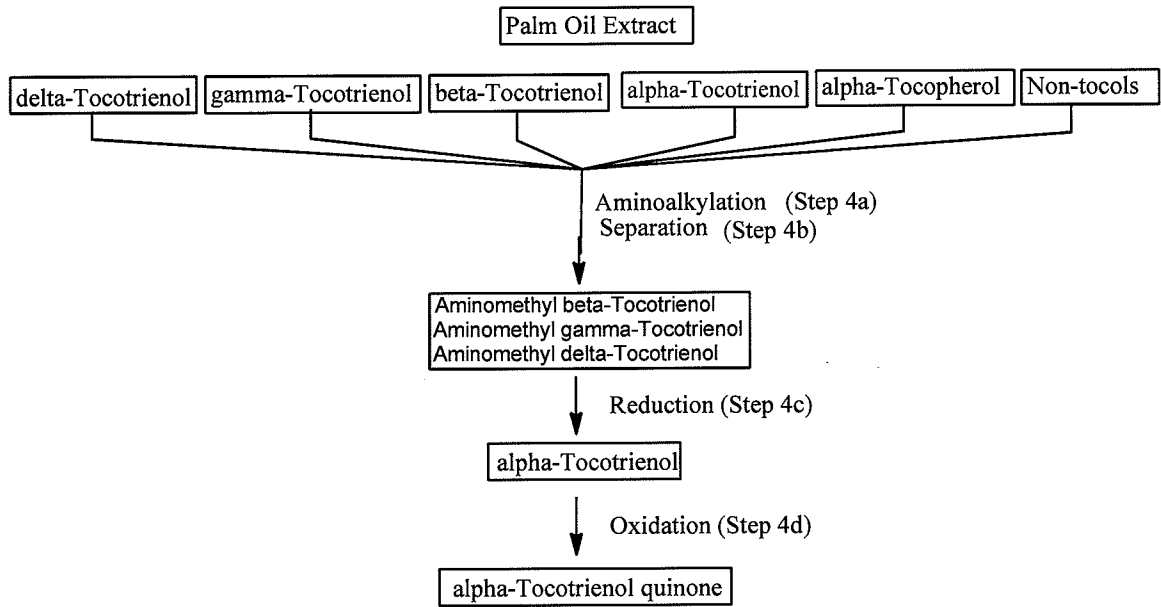 Palm Oil Extract
delta-Tocotrienol
gamma-Tocotrienol
beta-Tocotrienol
alpha-Tocotrienol
alpha-Tocopherol
Non-tocols
Aminoalkylation (Step 4a)
Separation (Step 4b)
Aminomethyl beta-Tocotrienol
Aminomethyl gamma-Tocotrienol
Aminomethyl delta-Tocotrienol
Reduction (Step 4c)
alpha-Tocotrienol
Oxidation (Step 4d)
alpha-Tocotrienol quinone